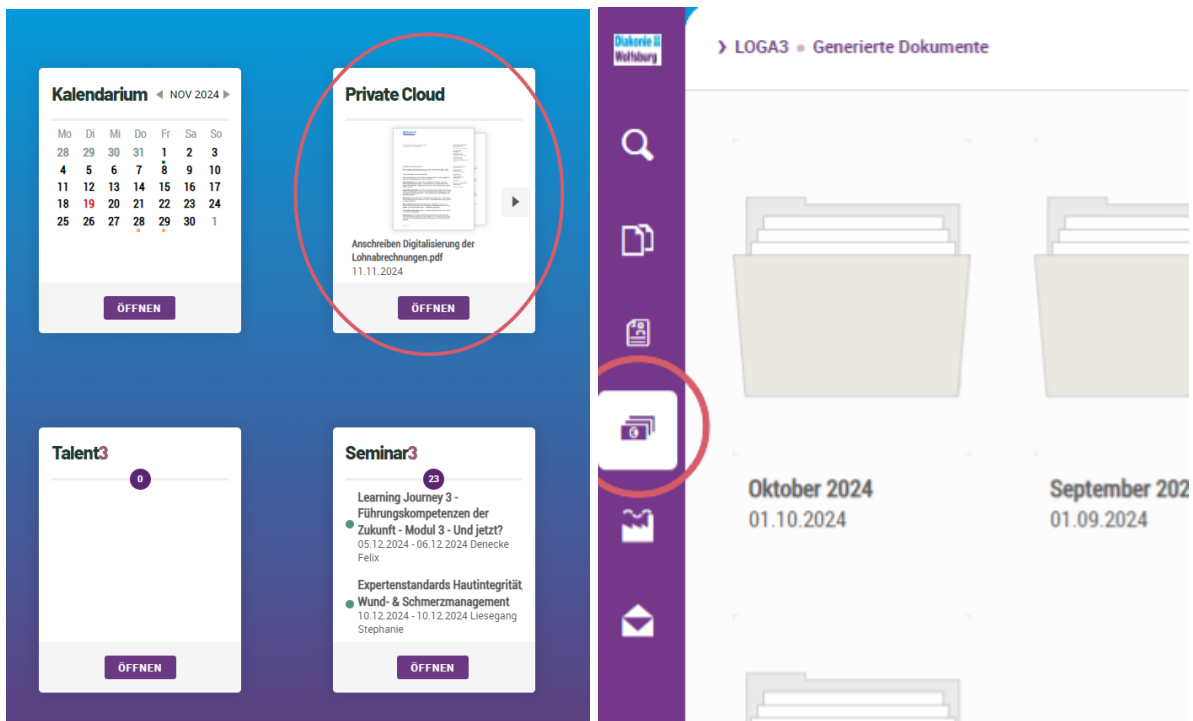 Kalendarium ◀ NOV 2024 ▶
Mo Di Mi Do Fr Sa So
28 29 30 31 1 2 3
4 5 6 7 8 9 10
11 12 13 14 15 16 17
18 19 20 21 22 23 24
25 26 27 28 29 30 1
ÖFFNEN
Private Cloud
Anschreiben Digitalisierung der
Lohnabrechnungen.pdf
11.11.2024
ÖFFNEN
Talent3
0
ÖFFNEN
Seminar3
23
Learning Journey 3 -
Führungskompetenzen der
Zukunft - Modul 3 - Und jetzt?
05.12.2024 - 06.12.2024 Denecke
Felix
Expertenstandards Hautintegrität,
Wund- & Schmerzmanagement
10.12.2024 - 10.12.2024 Liesegang
Stephanie
ÖFFNEN
Diakonie
Wolfsburg
❯ LOGA3 • Generierte Dokumente
Oktober 2024
01.10.2024
September 202
01.09.2024